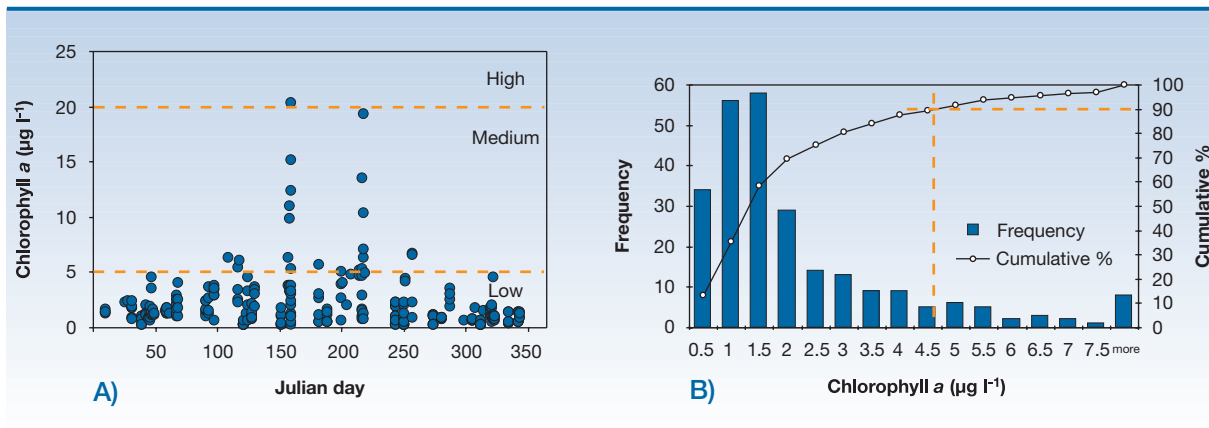 25
20
15
10
5
0
Chlorophyll a (µg l⁻¹)
High
Medium
Low
50 100 150 200 250 300 350
Julian day
A)
60
50
40
30
20
10
0
Frequency
Frequency
Cumulative %
100
90
80
70
60
50
40
30
20
10
0
Cumulative %
0.5 1 1.5 2 2.5 3 3.5 4 4.5 5 5.5 6 6.5 7 7.5 more
Chlorophyll a (µg l⁻¹)
B)